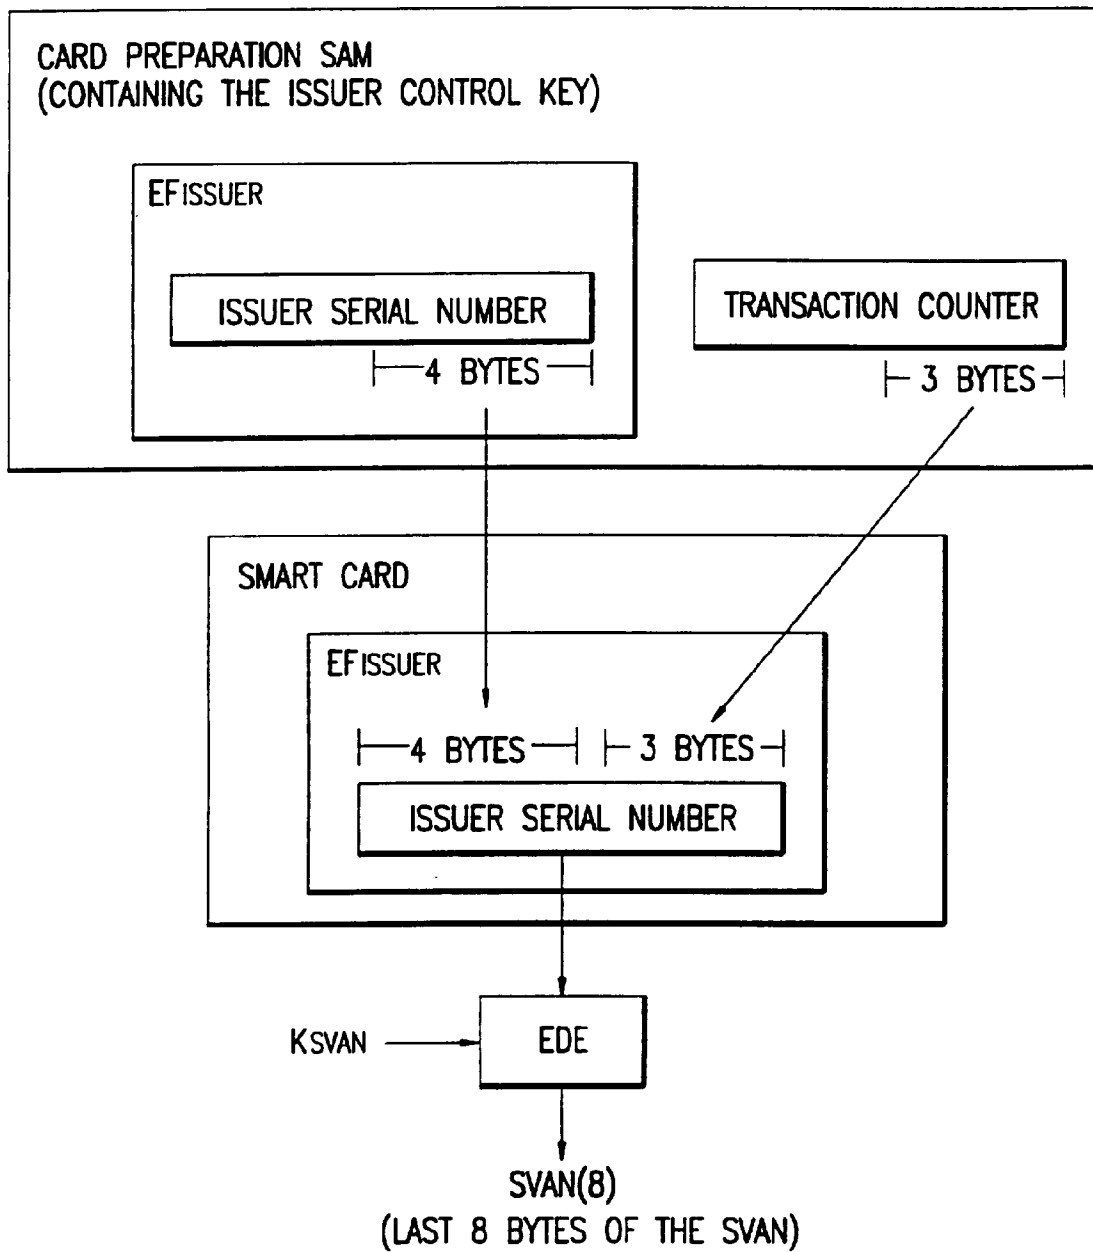 CARD PREPARATION SAM
(CONTAINING THE ISSUER CONTROL KEY)
EFISSUER
ISSUER SERIAL NUMBER
TRANSACTION COUNTER
4 BYTES
3 BYTES
SMART CARD
EFISSUER
4 BYTES
3 BYTES
ISSUER SERIAL NUMBER
KSVAN
EDE
SVAN(8)
(LAST 8 BYTES OF THE SVAN)